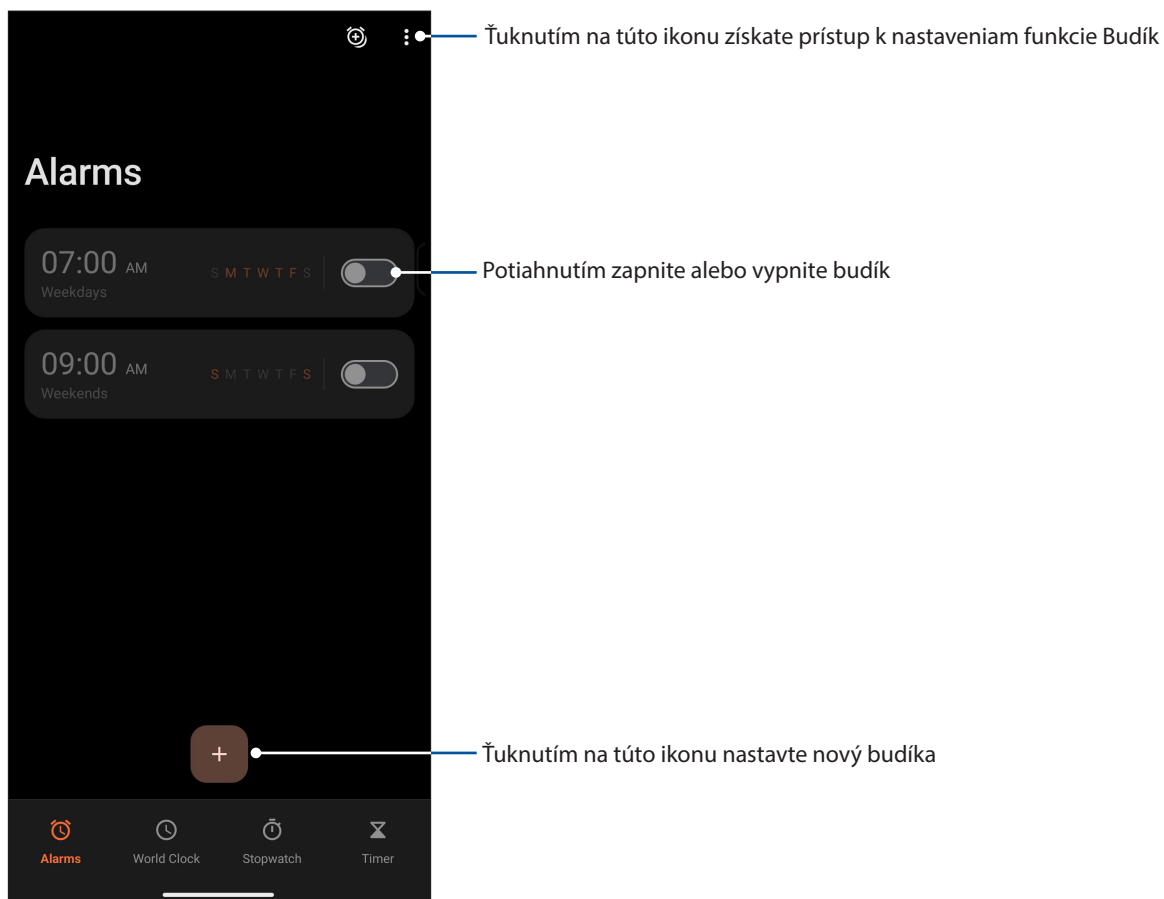 Ťuknutím na túto ikonu získate prístup k nastaveniam funkcie Budík
Alarms
07:00 AM
S M T W T F S
Weekdays
Potiahnutím zapnite alebo vypnite budík
09:00 AM
S M T W T F S
Weekends
+
Ťuknutím na túto ikonu nastavte nový budíka
Alarms
World Clock
Stopwatch
Timer